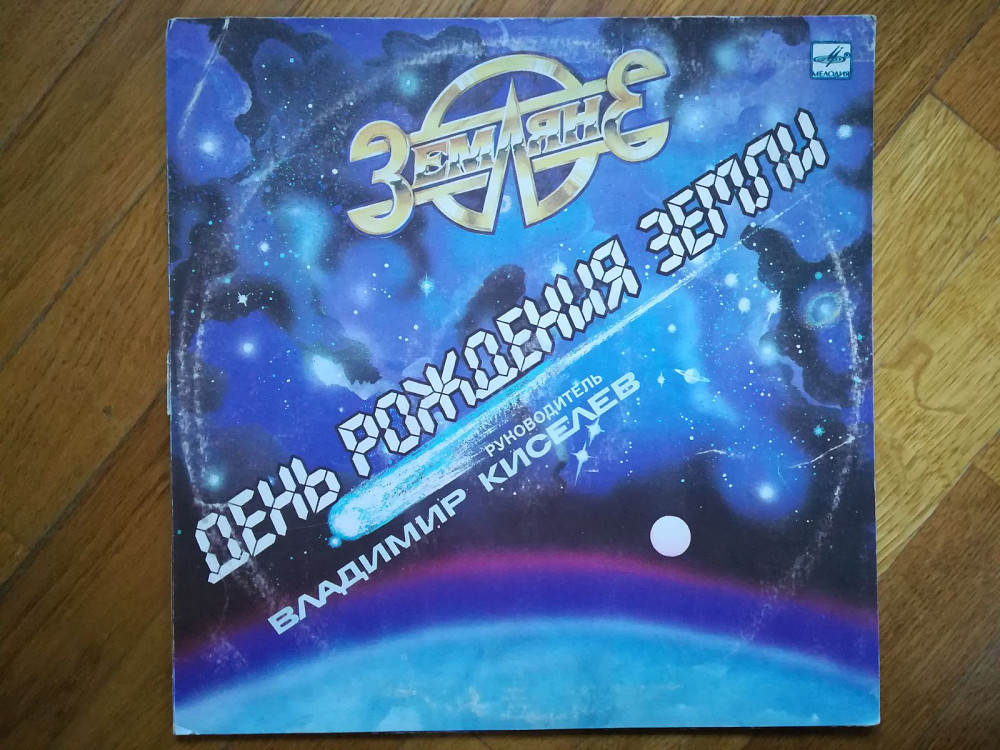 МЕЛОДИЯ
ЗЕМЛЯНЕ
ДЕНЬ РОЖДЕНИЯ ЗЕМЛИ
РУКОВОДИТЕЛЬ
ВЛАДИМИР КИСЕЛЕВ